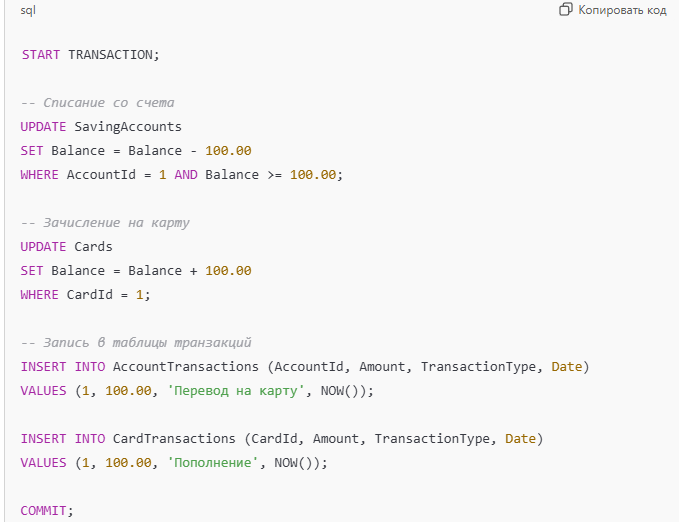 sql
Копировать код
START TRANSACTION;
-- Списание со счета
UPDATE SavingAccounts
SET Balance = Balance - 100.00
WHERE AccountId = 1 AND Balance >= 100.00;
-- Зачисление на карту
UPDATE Cards
SET Balance = Balance + 100.00
WHERE CardId = 1;
-- Запись в таблицы транзакций
INSERT INTO AccountTransactions (AccountId, Amount, TransactionType, Date)
VALUES (1, 100.00, 'Перевод на карту', NOW());
INSERT INTO CardTransactions (CardId, Amount, TransactionType, Date)
VALUES (1, 100.00, 'Пополнение', NOW());
COMMIT;